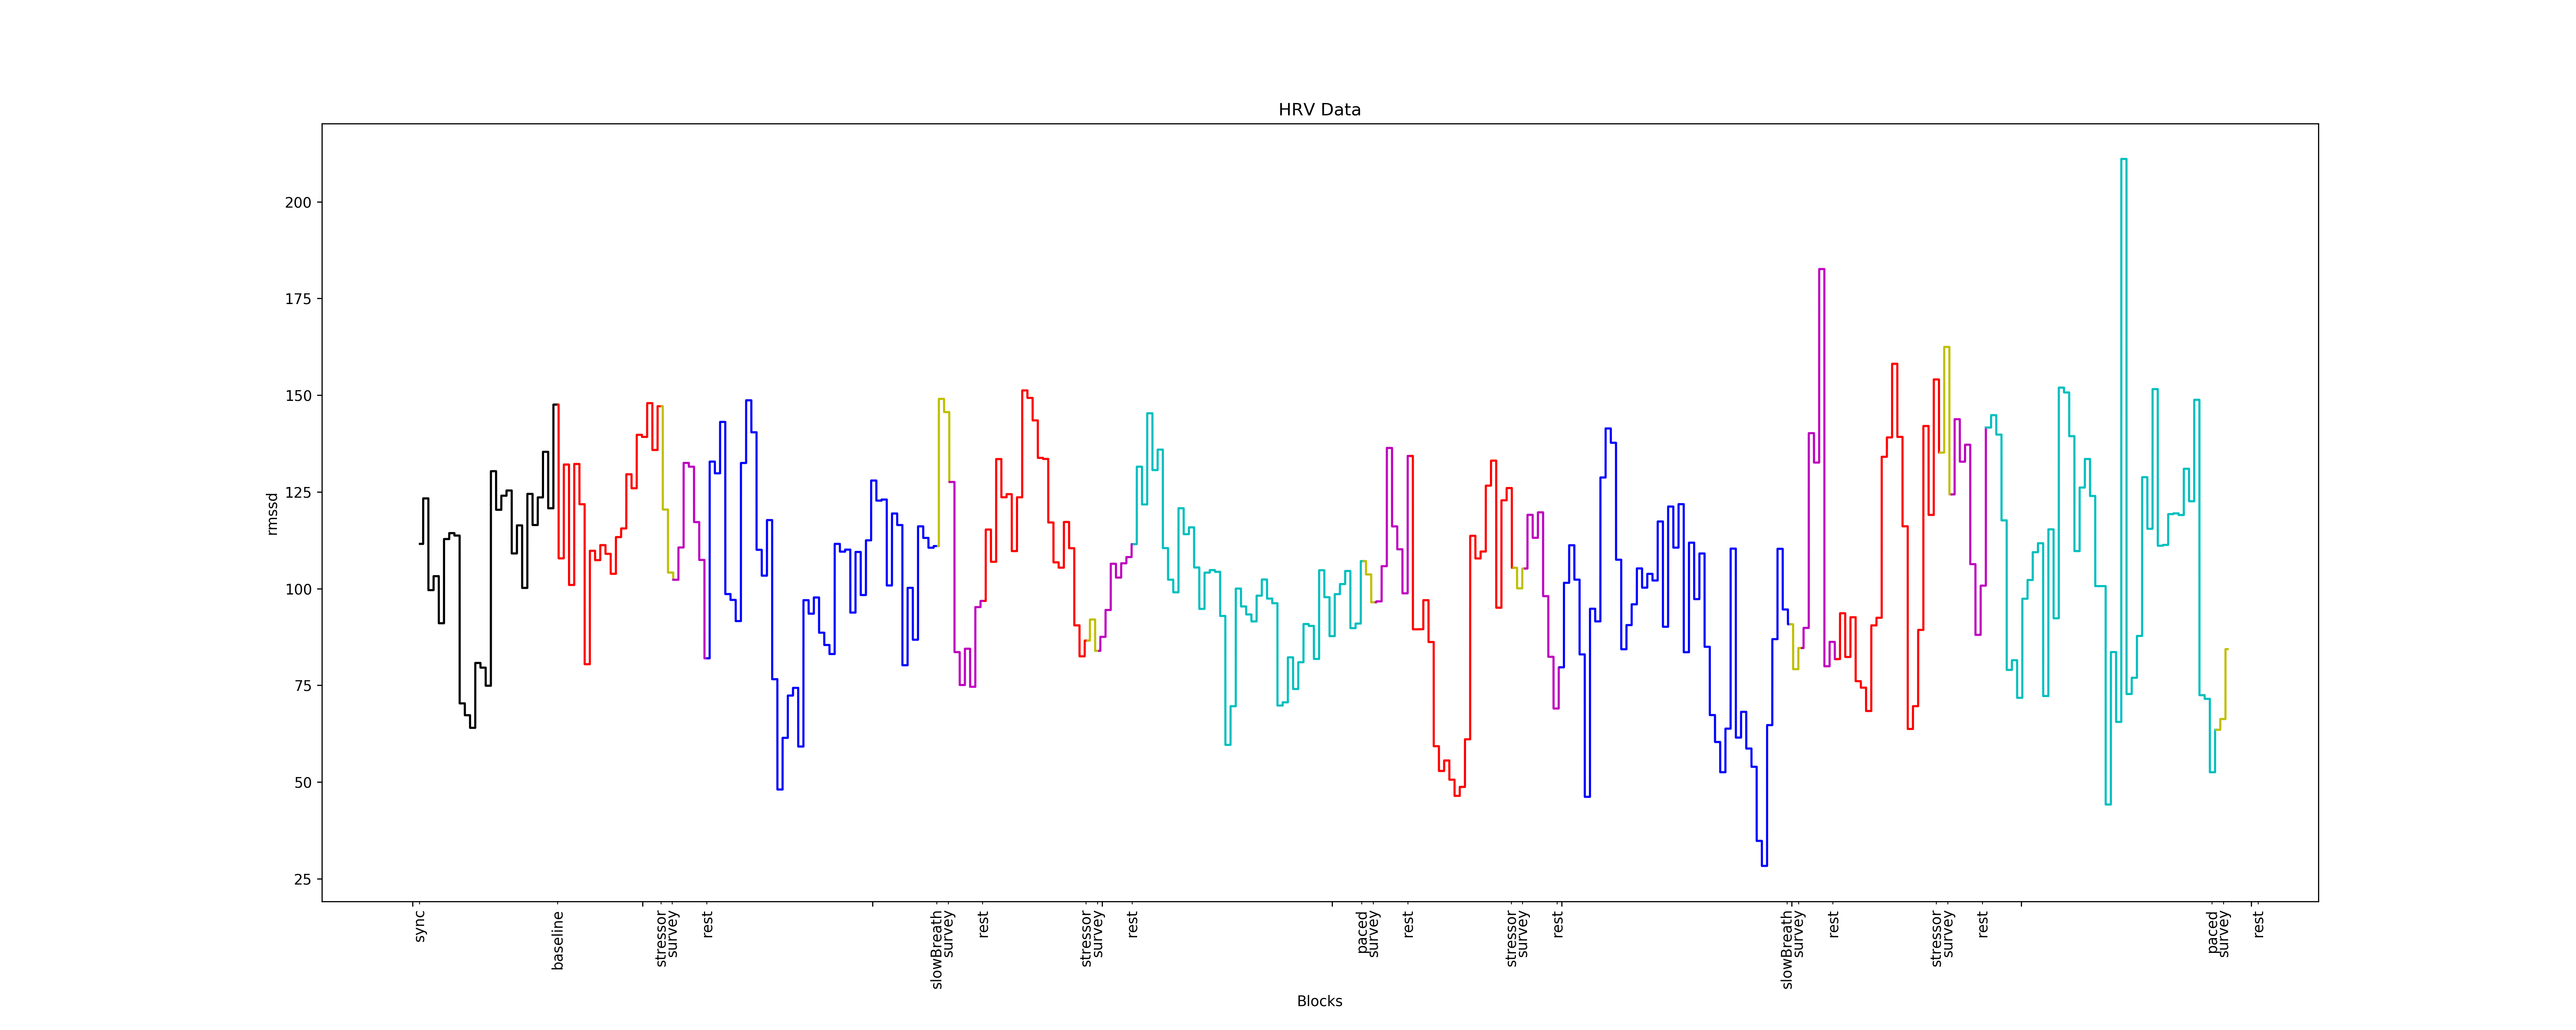 HRV Data
200
175
150
125
100
75
50
25
rmssd
sync
baseline
stressor
survey
rest
slowBreath
survey
rest
stressor
survey
rest
paced
survey
rest
stressor
survey
rest
slowBreath
survey
rest
stressor
survey
rest
paced
survey
rest
Blocks